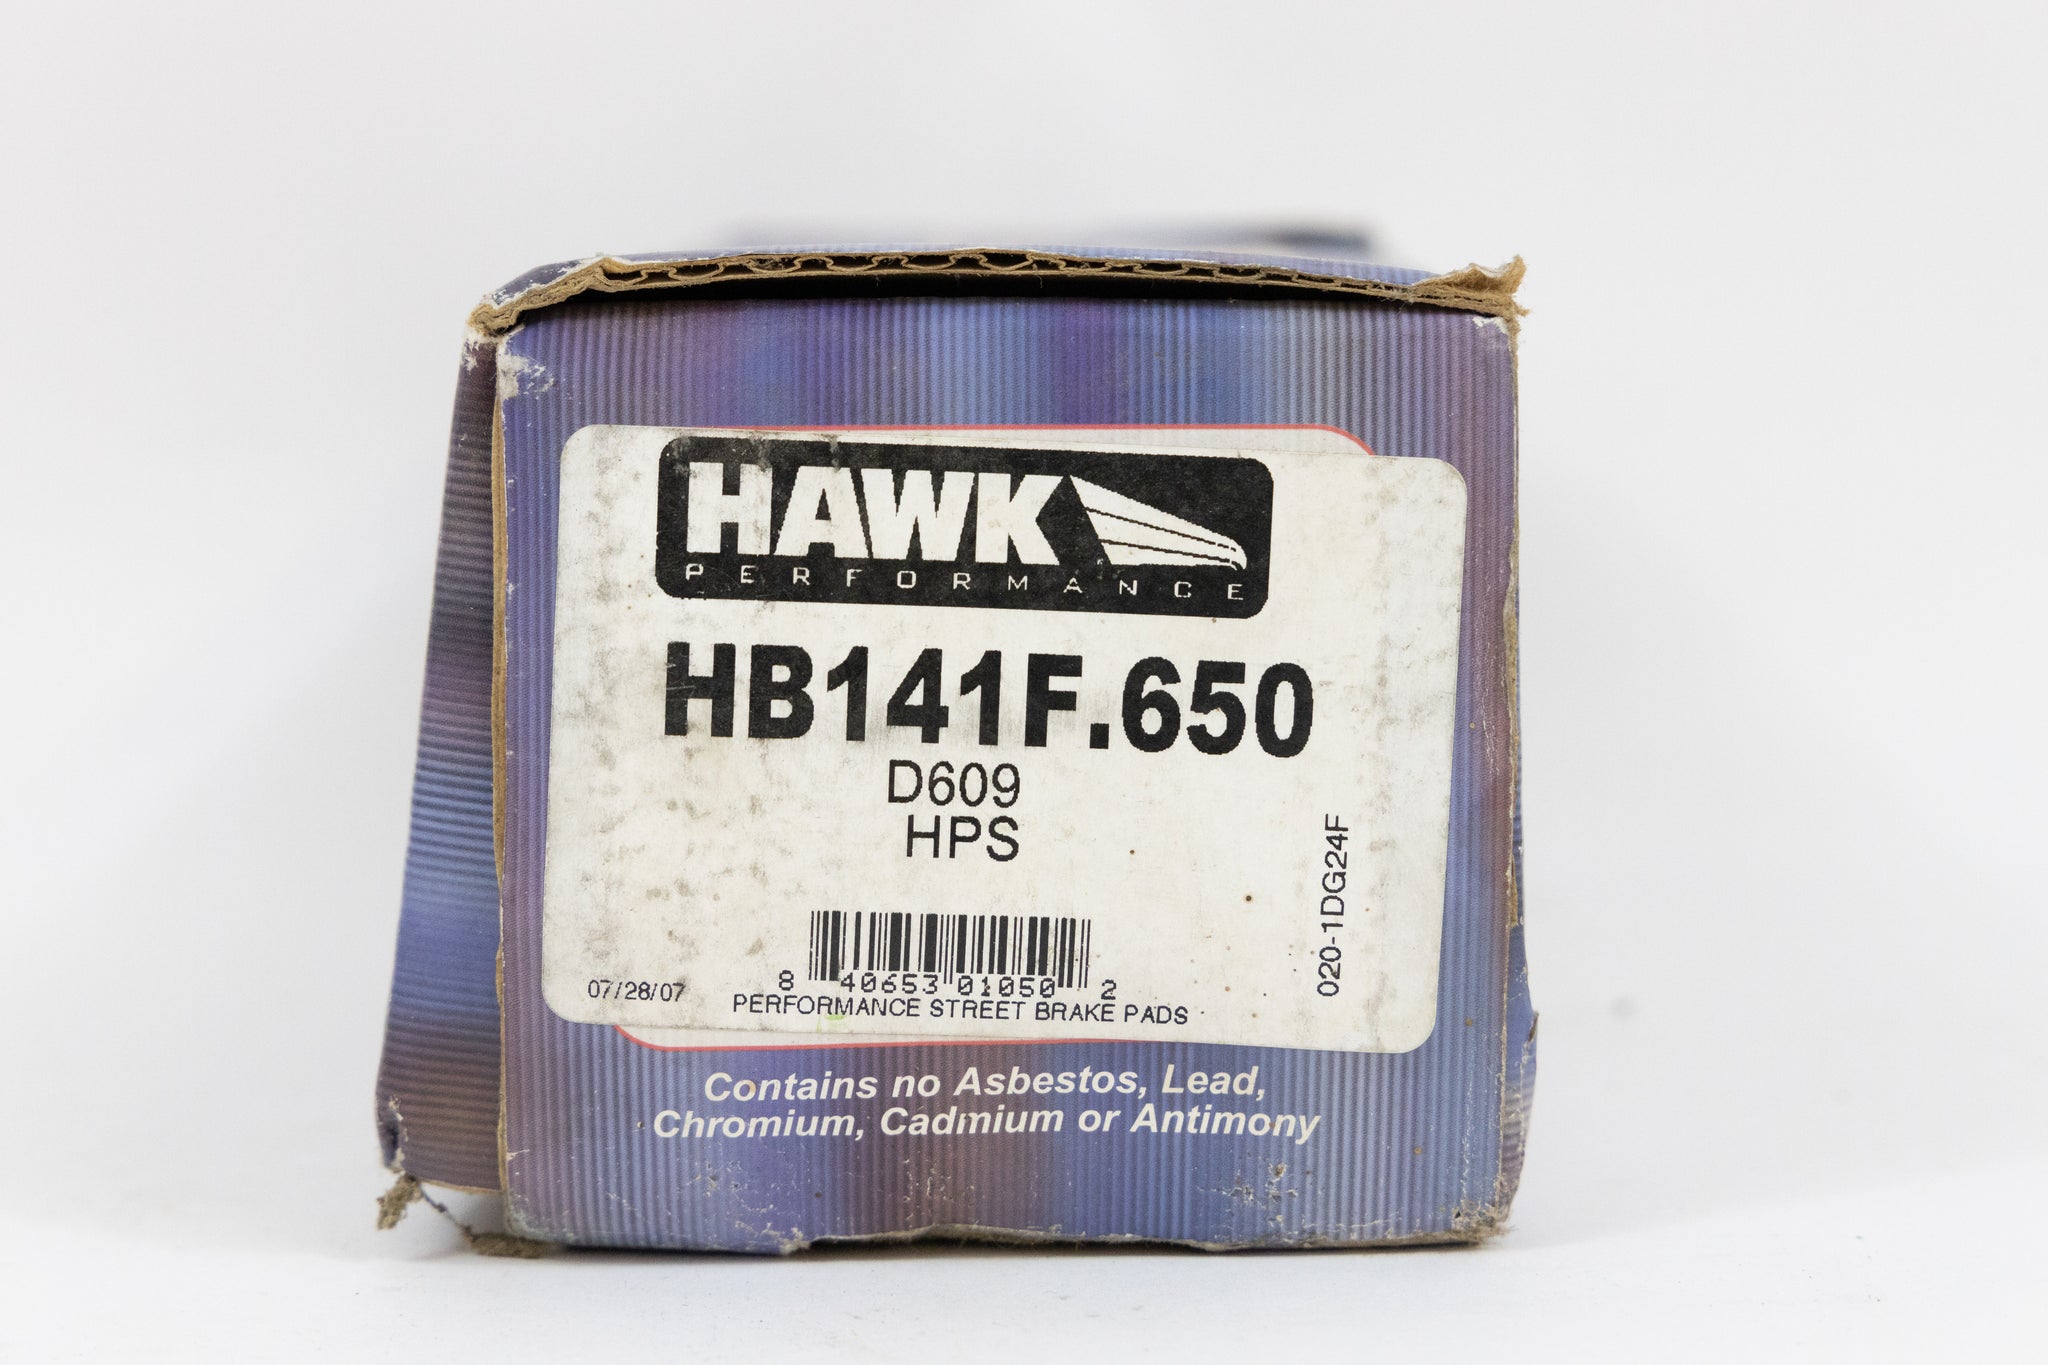 HAWK
PERFORMANCE
HB141F.650
D609
HPS
020-1DG24F
07/28/07
8 40653 01050 2
PERFORMANCE STREET BRAKE PADS
Contains no Asbestos, Lead,
Chromium, Cadmium or Antimony